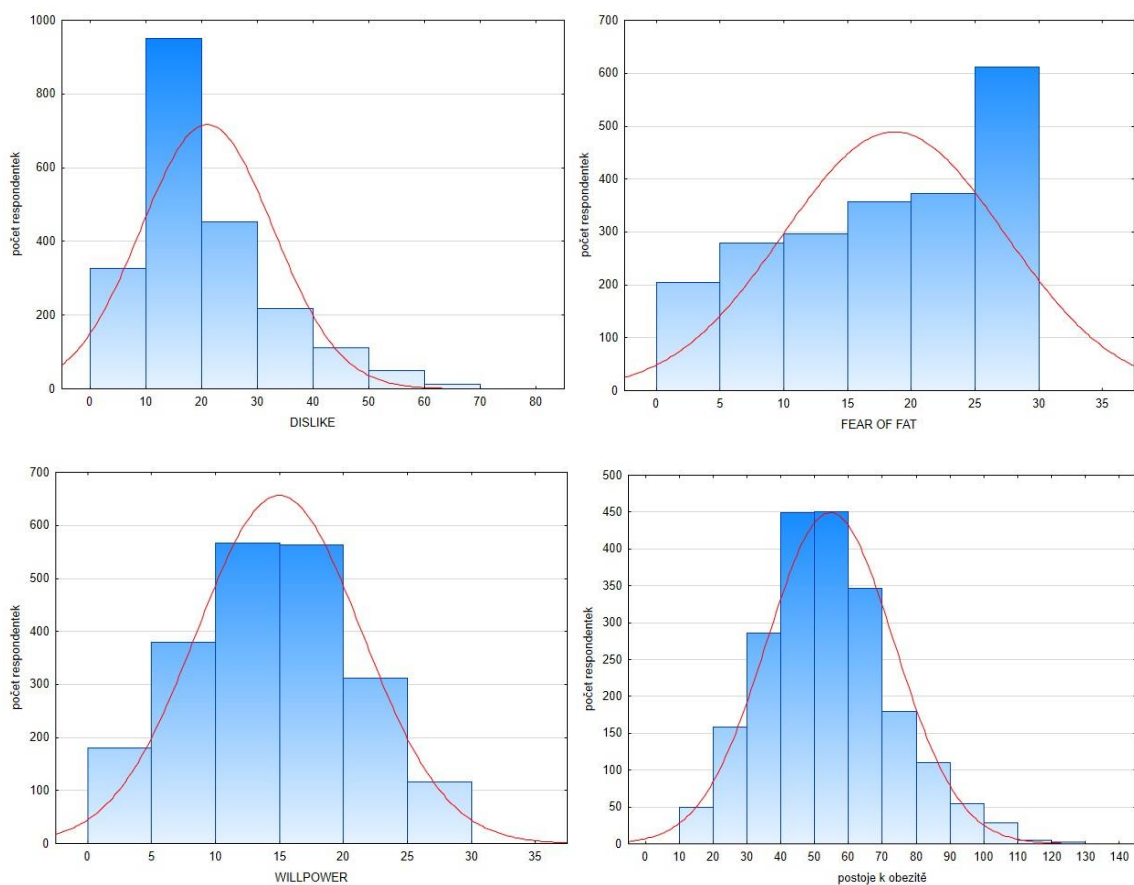 1000
800
600
400
200
0
počet respondentek
0 10 20 30 40 50 60 70 80
DISLIKE
700
600
500
400
300
200
100
0
počet respondentek
0 5 10 15 20 25 30 35
FEAR OF FAT
700
600
500
400
300
200
100
0
počet respondentek
0 5 10 15 20 25 30 35
WILLPOWER
500
450
400
350
300
250
200
150
100
50
0
počet respondentek
0 10 20 30 40 50 60 70 80 90 100 110 120 130 140
postoje k obezitě